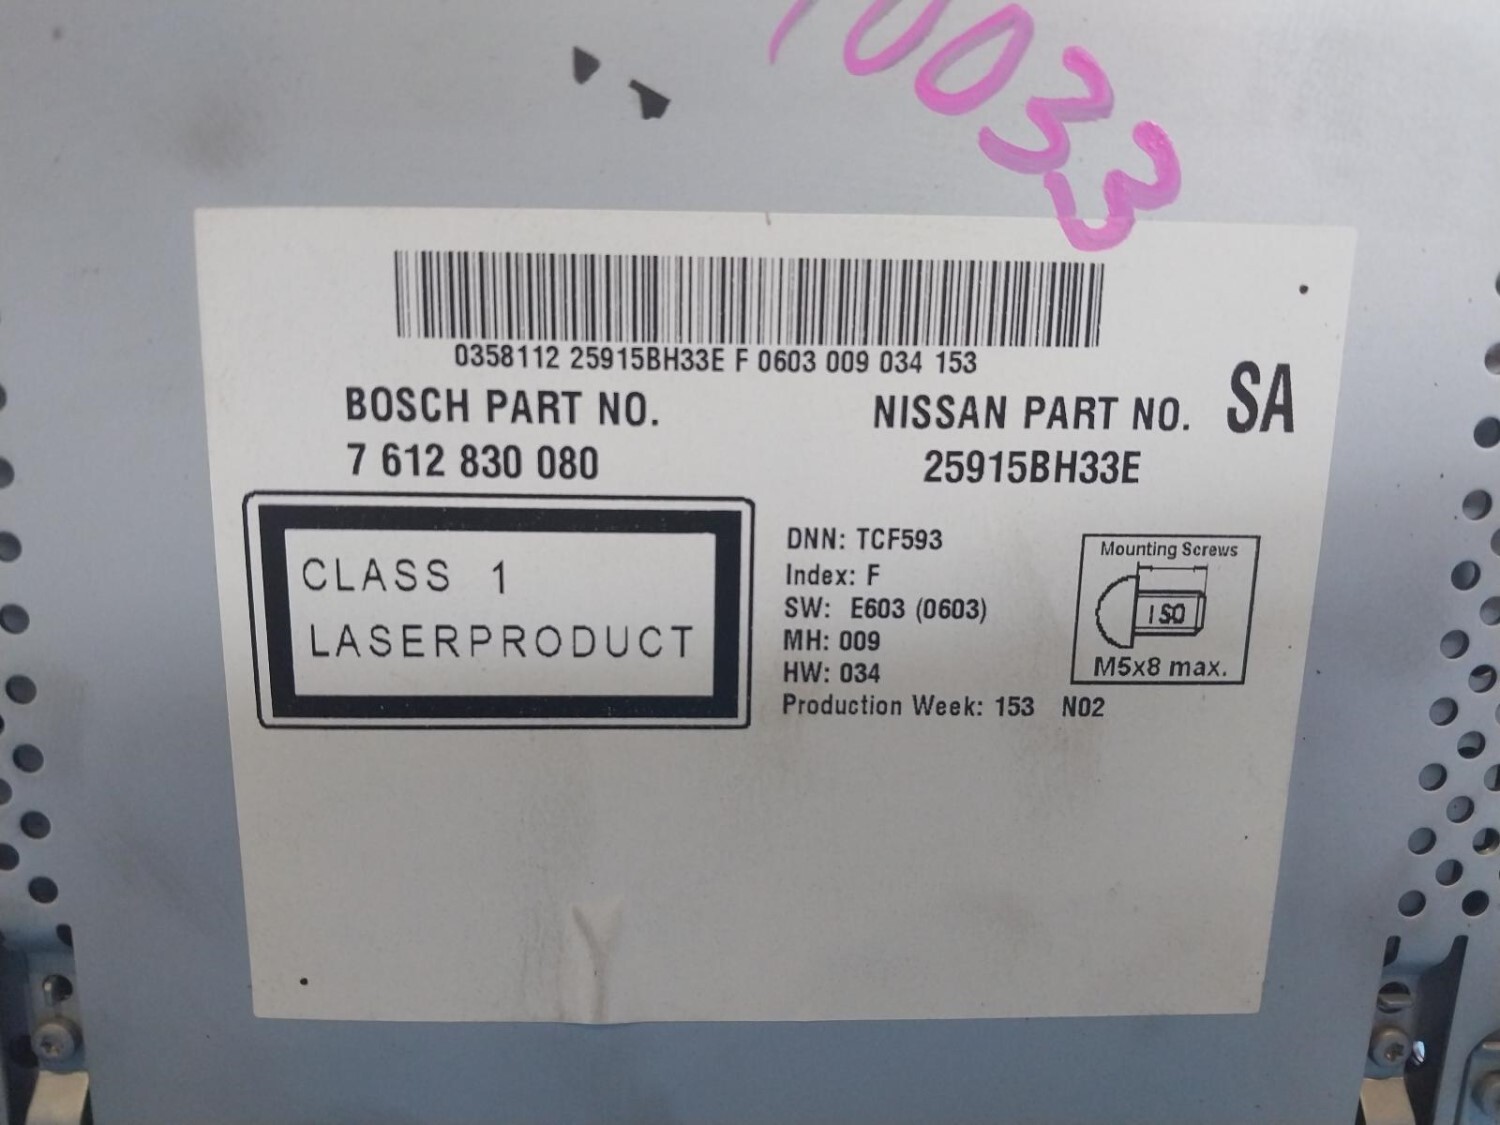 10033
0358112 25915BH33E F 0603 009 034 153
BOSCH PART NO.
7 612 830 080
NISSAN PART NO. SA
25915BH33E
CLASS 1
LASERPRODUCT
DNN: TCF593
Index: F
SW: E603 (0603)
MH: 009
HW: 034
Production Week: 153 N02
Mounting Screws
ISO
M5x8 max.